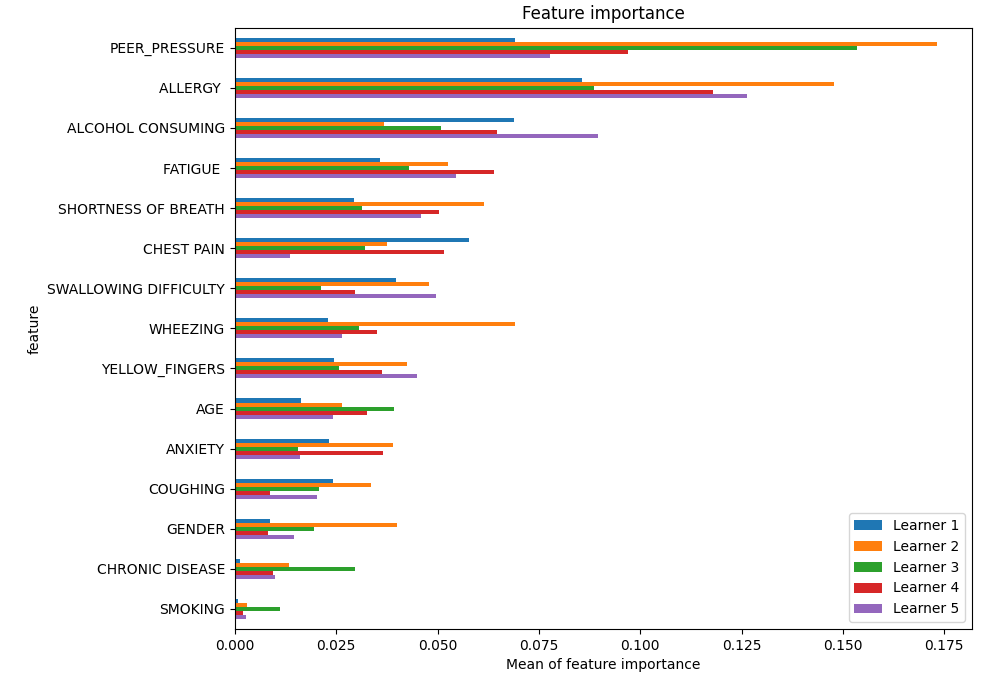 Feature importance
PEER_PRESSURE
ALLERGY
ALCOHOL CONSUMING
FATIGUE
SHORTNESS OF BREATH
CHEST PAIN
SWALLOWING DIFFICULTY
WHEEZING
YELLOW_FINGERS
AGE
ANXIETY
COUGHING
GENDER
CHRONIC DISEASE
SMOKING
feature
Learner 1
Learner 2
Learner 3
Learner 4
Learner 5
0.000 0.025 0.050 0.075 0.100 0.125 0.150 0.175
Mean of feature importance